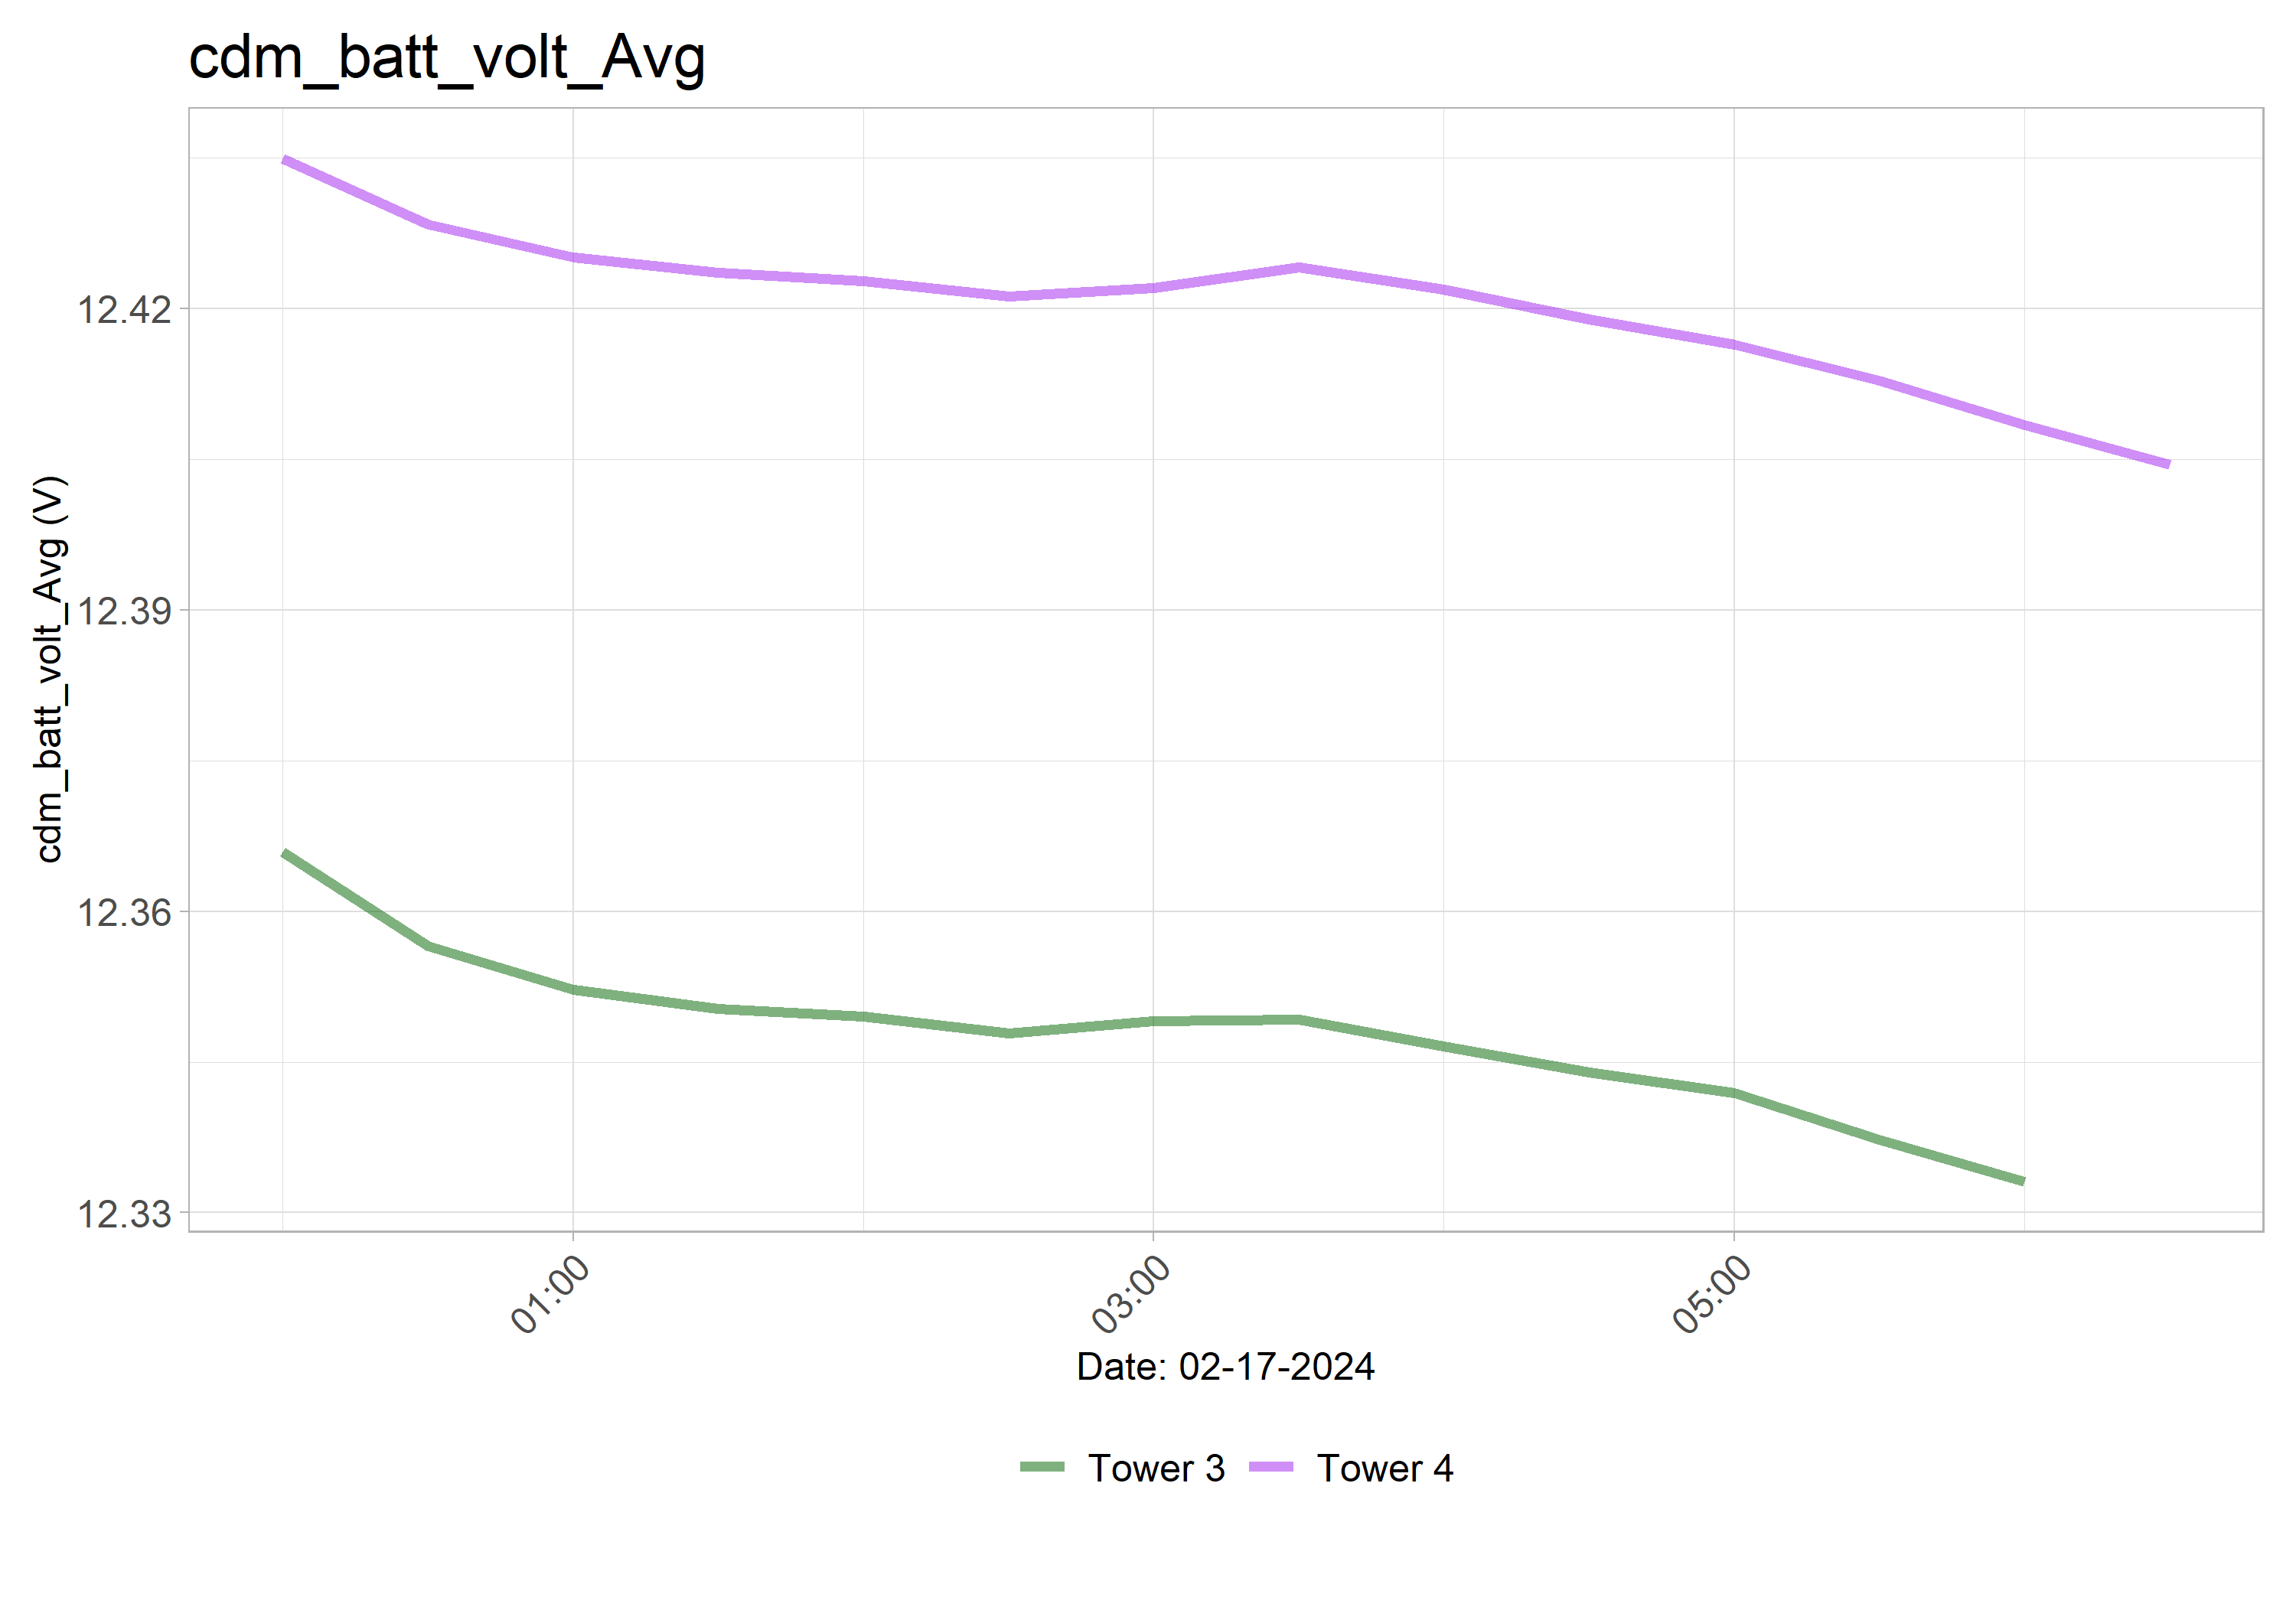 cdm_batt_volt_Avg
cdm_batt_volt_Avg (V)
12.42
12.39
12.36
12.33
01:00
03:00
05:00
Date: 02-17-2024
Tower 3
Tower 4